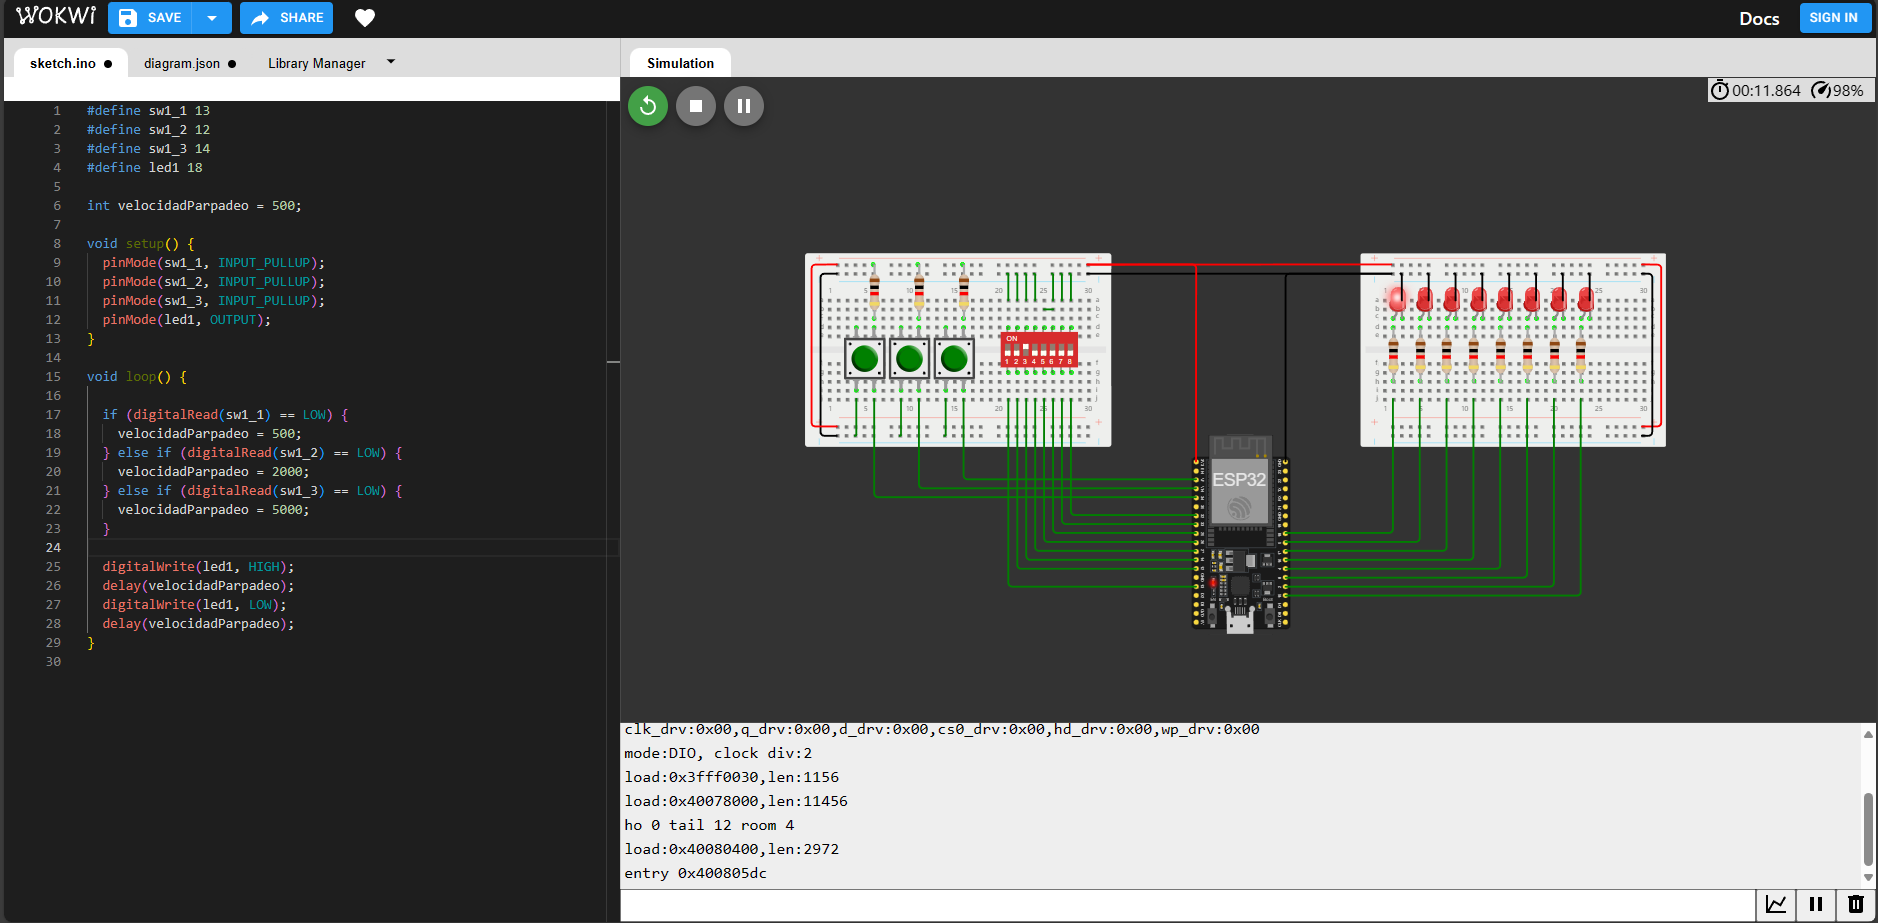 WOKWI SAVE SHARE Docs SIGN IN
sketch.ino ● diagram.json ● Library Manager
Simulation
00:11.864 98%
1 #define sw1_1 13
2 #define sw1_2 12
3 #define sw1_3 14
4 #define led1 18
5
6 int velocidadParpadeo = 500;
7
8 void setup() {
9 pinMode(sw1_1, INPUT_PULLUP);
10 pinMode(sw1_2, INPUT_PULLUP);
11 pinMode(sw1_3, INPUT_PULLUP);
12 pinMode(led1, OUTPUT);
13 }
14
15 void loop() {
16
17 if (digitalRead(sw1_1) == LOW) {
18 velocidadParpadeo = 500;
19 } else if (digitalRead(sw1_2) == LOW) {
20 velocidadParpadeo = 2000;
21 } else if (digitalRead(sw1_3) == LOW) {
22 velocidadParpadeo = 5000;
23 }
24
25 digitalWrite(led1, HIGH);
26 delay(velocidadParpadeo);
27 digitalWrite(led1, LOW);
28 delay(velocidadParpadeo);
29 }
30
ON
1 2 3 4 5 6 7 8
ESP32
clk_drv:0x00,q_drv:0x00,d_drv:0x00,cs0_drv:0x00,hd_drv:0x00,wp_drv:0x00
mode:DIO, clock div:2
load:0x3fff0030,len:1156
load:0x40078000,len:11456
ho 0 tail 12 room 4
load:0x40080400,len:2972
entry 0x400805dc